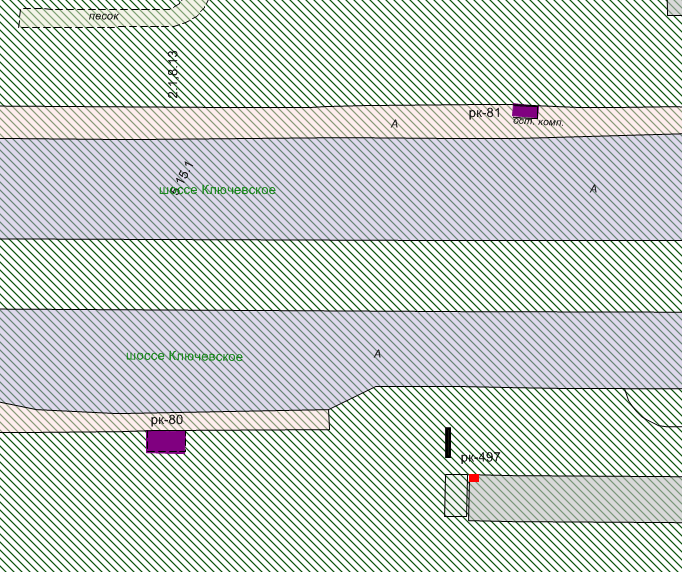 песок
2.1.8.13
рк-81
ост. комп.
А
5.15.1
шоссе Ключевское
А
шоссе Ключевское
А
рк-80
рк-497